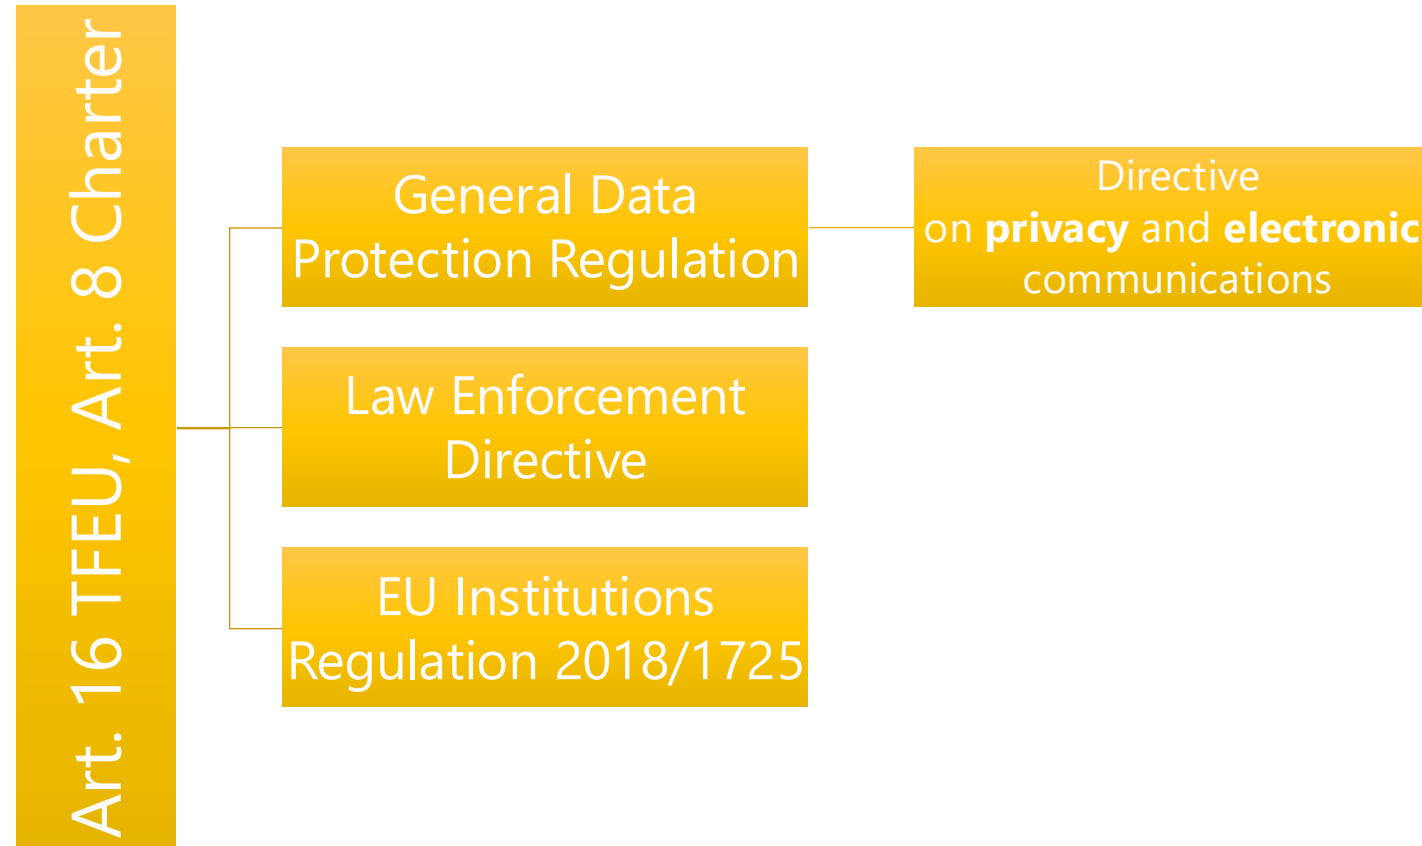 Art. 16 TFEU, Art. 8 Charter
General Data
Protection Regulation
Directive
on privacy and electronic
communications
Law Enforcement
Directive
EU Institutions
Regulation 2018/1725